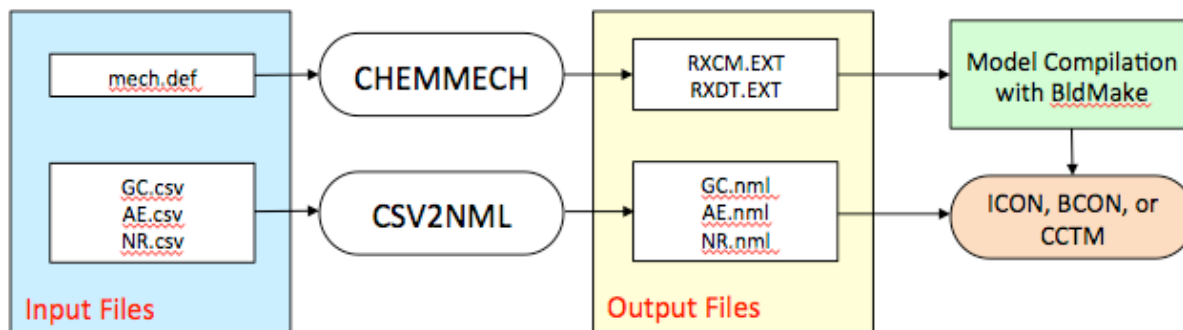 mech.def
CHEMMECH
RXCM.EXT
RXDT.EXT
Model Compilation
with BldMake
GC.csv
AE.csv
NR.csv
CSV2NML
GC.nml
AE.nml
NR.nml
ICON, BCON, or
CCTM
Input Files
Output Files